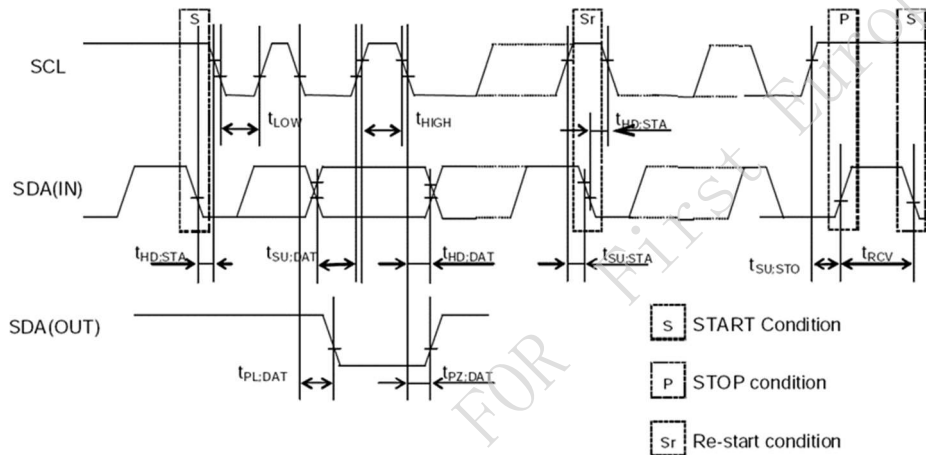 S Sr P S
SCL
tLOW tHIGH tHD:STA
SDA(IN)
tHD:STA tSU:DAT tHD:DAT tSU:STA tSU:STO tRCV
SDA(OUT)
tPL:DAT tPZ:DAT
S START Condition
P STOP condition
Sr Re-start condition
FOR First Europ